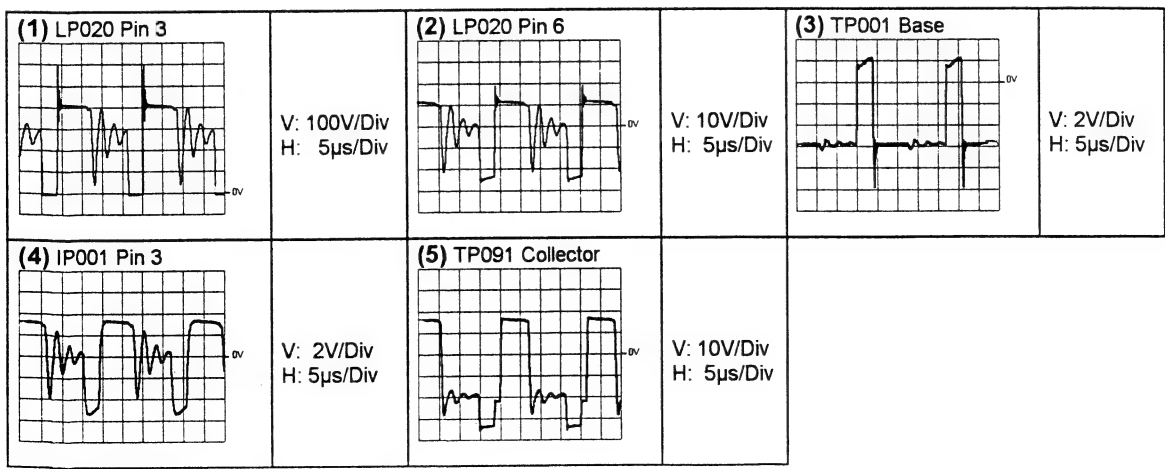 (1) LP020 Pin 3
0V
V: 100V/Div
H: 5µs/Div
(2) LP020 Pin 6
0V
V: 10V/Div
H: 5µs/Div
(3) TP001 Base
0V
V: 2V/Div
H: 5µs/Div
(4) IP001 Pin 3
0V
V: 2V/Div
H: 5µs/Div
(5) TP091 Collector
0V
V: 10V/Div
H: 5µs/Div